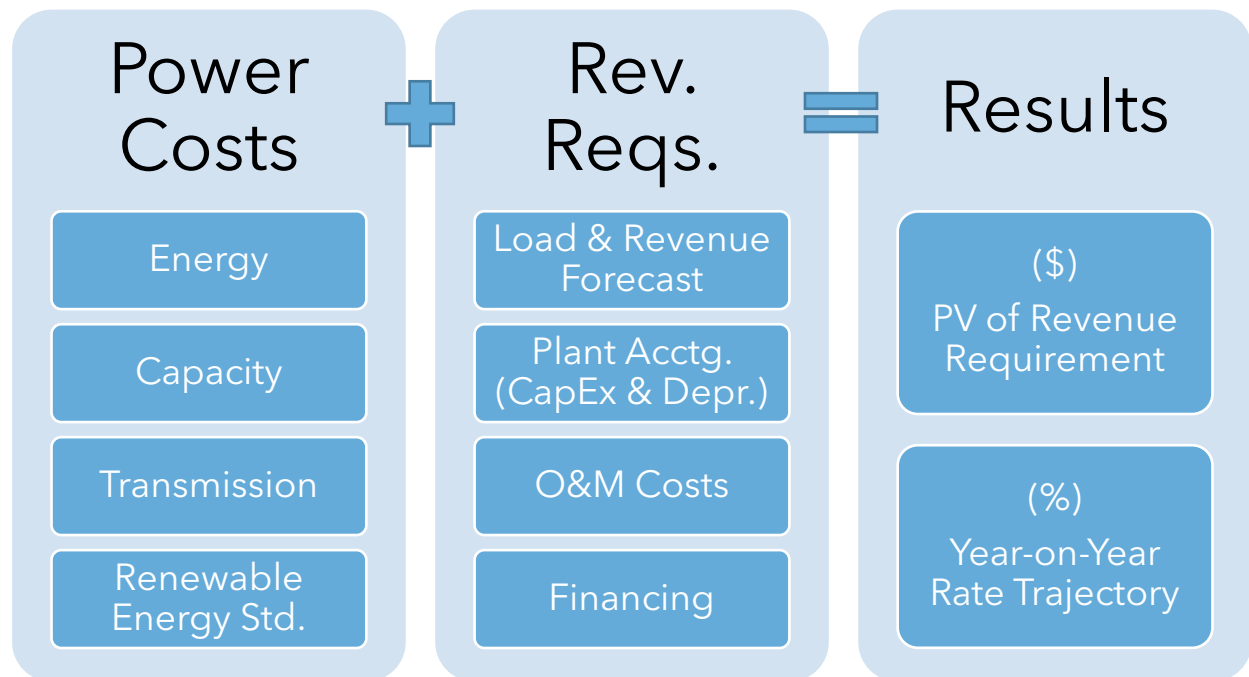 Power
Costs
Energy
Capacity
Transmission
Renewable
Energy Std.
Rev.
Reqs.
Load & Revenue
Forecast
Plant Acctg.
(CapEx & Depr.)
O&M Costs
Financing
Results
($)
PV of Revenue
Requirement
(%)
Year-on-Year
Rate Trajectory